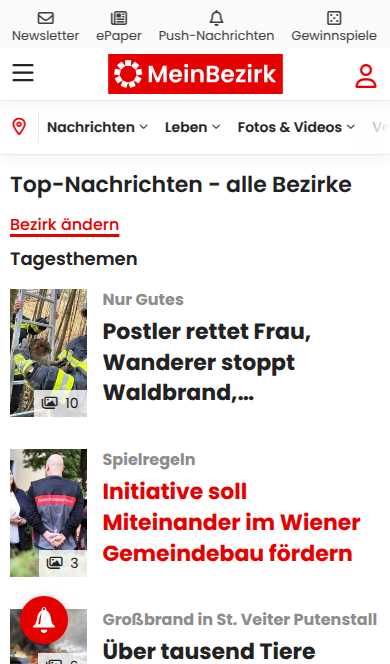 Newsletter
ePaper
Push-Nachrichten
Gewinnspiele
MeinBezirk
Nachrichten
Leben
Fotos & Videos
Top-Nachrichten - alle Bezirke
Bezirk ändern
Tagesthemen
Nur Gutes
Postler rettet Frau,
Wanderer stoppt
Waldbrand,...
10
Spielregeln
Initiative soll
Miteinander im Wiener
Gemeindebau fördern
3
Großbrand in St. Veiter Putenstall
Über tausend Tiere